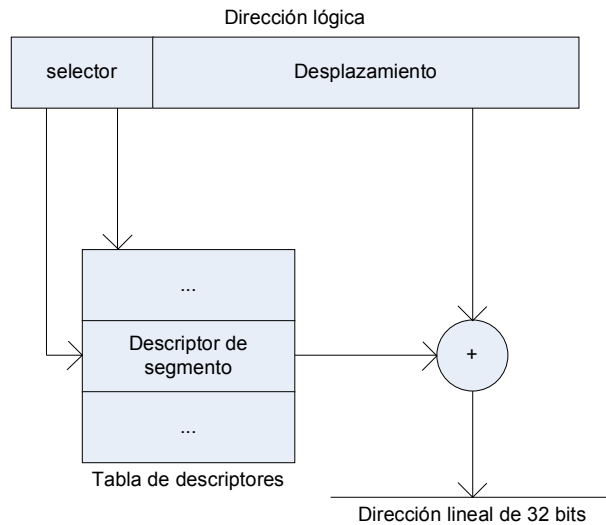 Dirección lógica
selector
Desplazamiento
...
Descriptor de
segmento
+
...
Tabla de descriptores
Dirección lineal de 32 bits